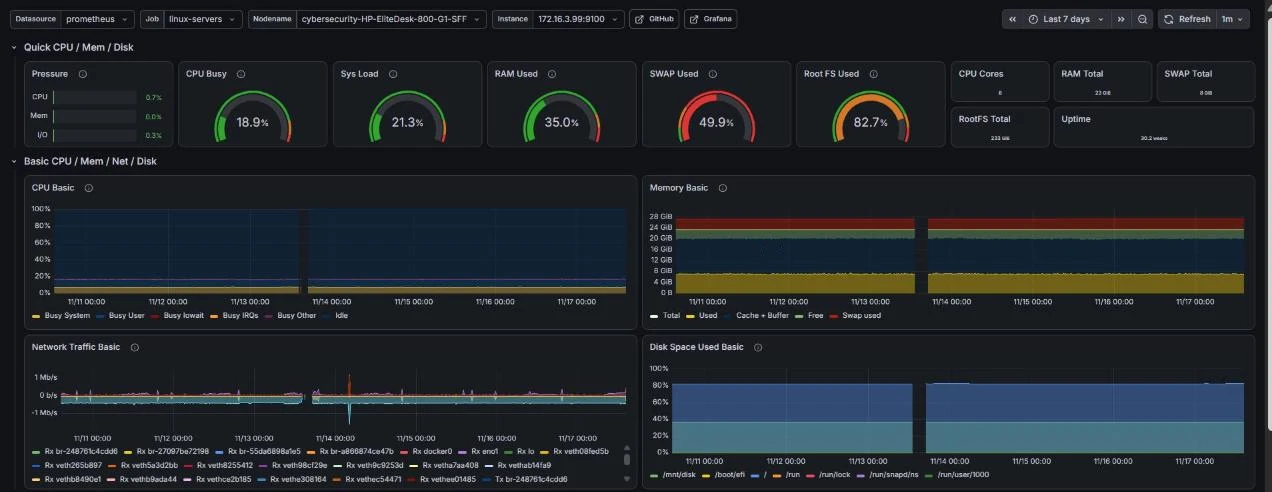 Datasource prometheus Job linux-servers Nodename cybersecurity-HP-EliteDesk-800-G1-SFF Instance 172.16.3.99:9100 GitHub Grafana Last 7 days Refresh 1m
Quick CPU / Mem / Disk
Pressure
CPU 0.7%
Mem 0.0%
I/O 0.3%
CPU Busy
18.9%
Sys Load
21.3%
RAM Used
35.0%
SWAP Used
49.9%
Root FS Used
82.7%
CPU Cores
8
RAM Total
23 GiB
SWAP Total
8 GiB
RootFS Total
233 GiB
Uptime
30.2 weeks
Basic CPU / Mem / Net / Disk
CPU Basic
100%
80%
60%
40%
20%
0%
11/11 00:00 11/12 00:00 11/13 00:00 11/14 00:00 11/15 00:00 11/16 00:00 11/17 00:00
Busy System Busy User Busy Iowait Busy IRQs Busy Other Idle
Memory Basic
28 GiB
24 GiB
20 GiB
16 GiB
12 GiB
8 GiB
4 GiB
0 B
11/11 00:00 11/12 00:00 11/13 00:00 11/14 00:00 11/15 00:00 11/16 00:00 11/17 00:00
Total Used Cache + Buffer Free Swap used
Network Traffic Basic
1 Mb/s
0 b/s
-1 Mb/s
11/11 00:00 11/12 00:00 11/13 00:00 11/14 00:00 11/15 00:00 11/16 00:00 11/17 00:00
Rx br-248761c4cdd6 Rx br-27097be72198 Rx br-55da6898a1e5 Rx br-a866874ce47b Rx docker0 Rx eno1 Rx lo Rx veth08fed5b
Rx veth265b897 Rx veth5a3d2bb Rx veth8255412 Rx veth98cf29e Rx veth9c9253d Rx vetha7aa408 Rx vethab14fa9
Rx vethb8490e1 Rx vethb9ada44 Rx vethce2b185 Rx vethe308164 Rx vethec54471 Rx vethee01485 Tx br-248761c4cdd6
Disk Space Used Basic
100%
80%
60%
40%
20%
0%
11/11 00:00 11/12 00:00 11/13 00:00 11/14 00:00 11/15 00:00 11/16 00:00 11/17 00:00
/mnt/disk /boot/efi / /run /run/lock /run/snapd/ns /run/user/1000